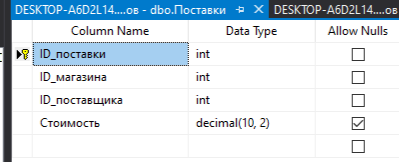 DESKTOP-A6D2L14....ов - dbo.Поставки DESKTOP-A6D2L14....ов
Column Name Data Type Allow Nulls
ID_поставки int
ID_магазина int
ID_поставщика int
Стоимость decimal(10, 2)